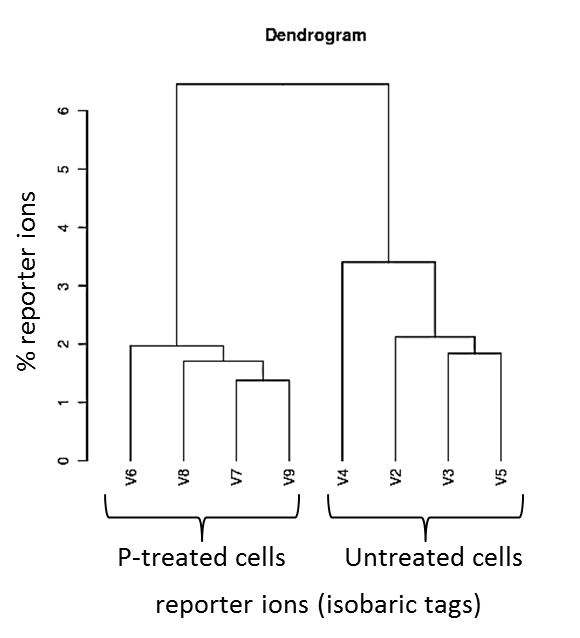 Dendrogram
% reporter ions
6
5
4
3
2
1
0
V6 V8 V7 V9 V4 V2 V3 V5
P-treated cells Untreated cells
reporter ions (isobaric tags)